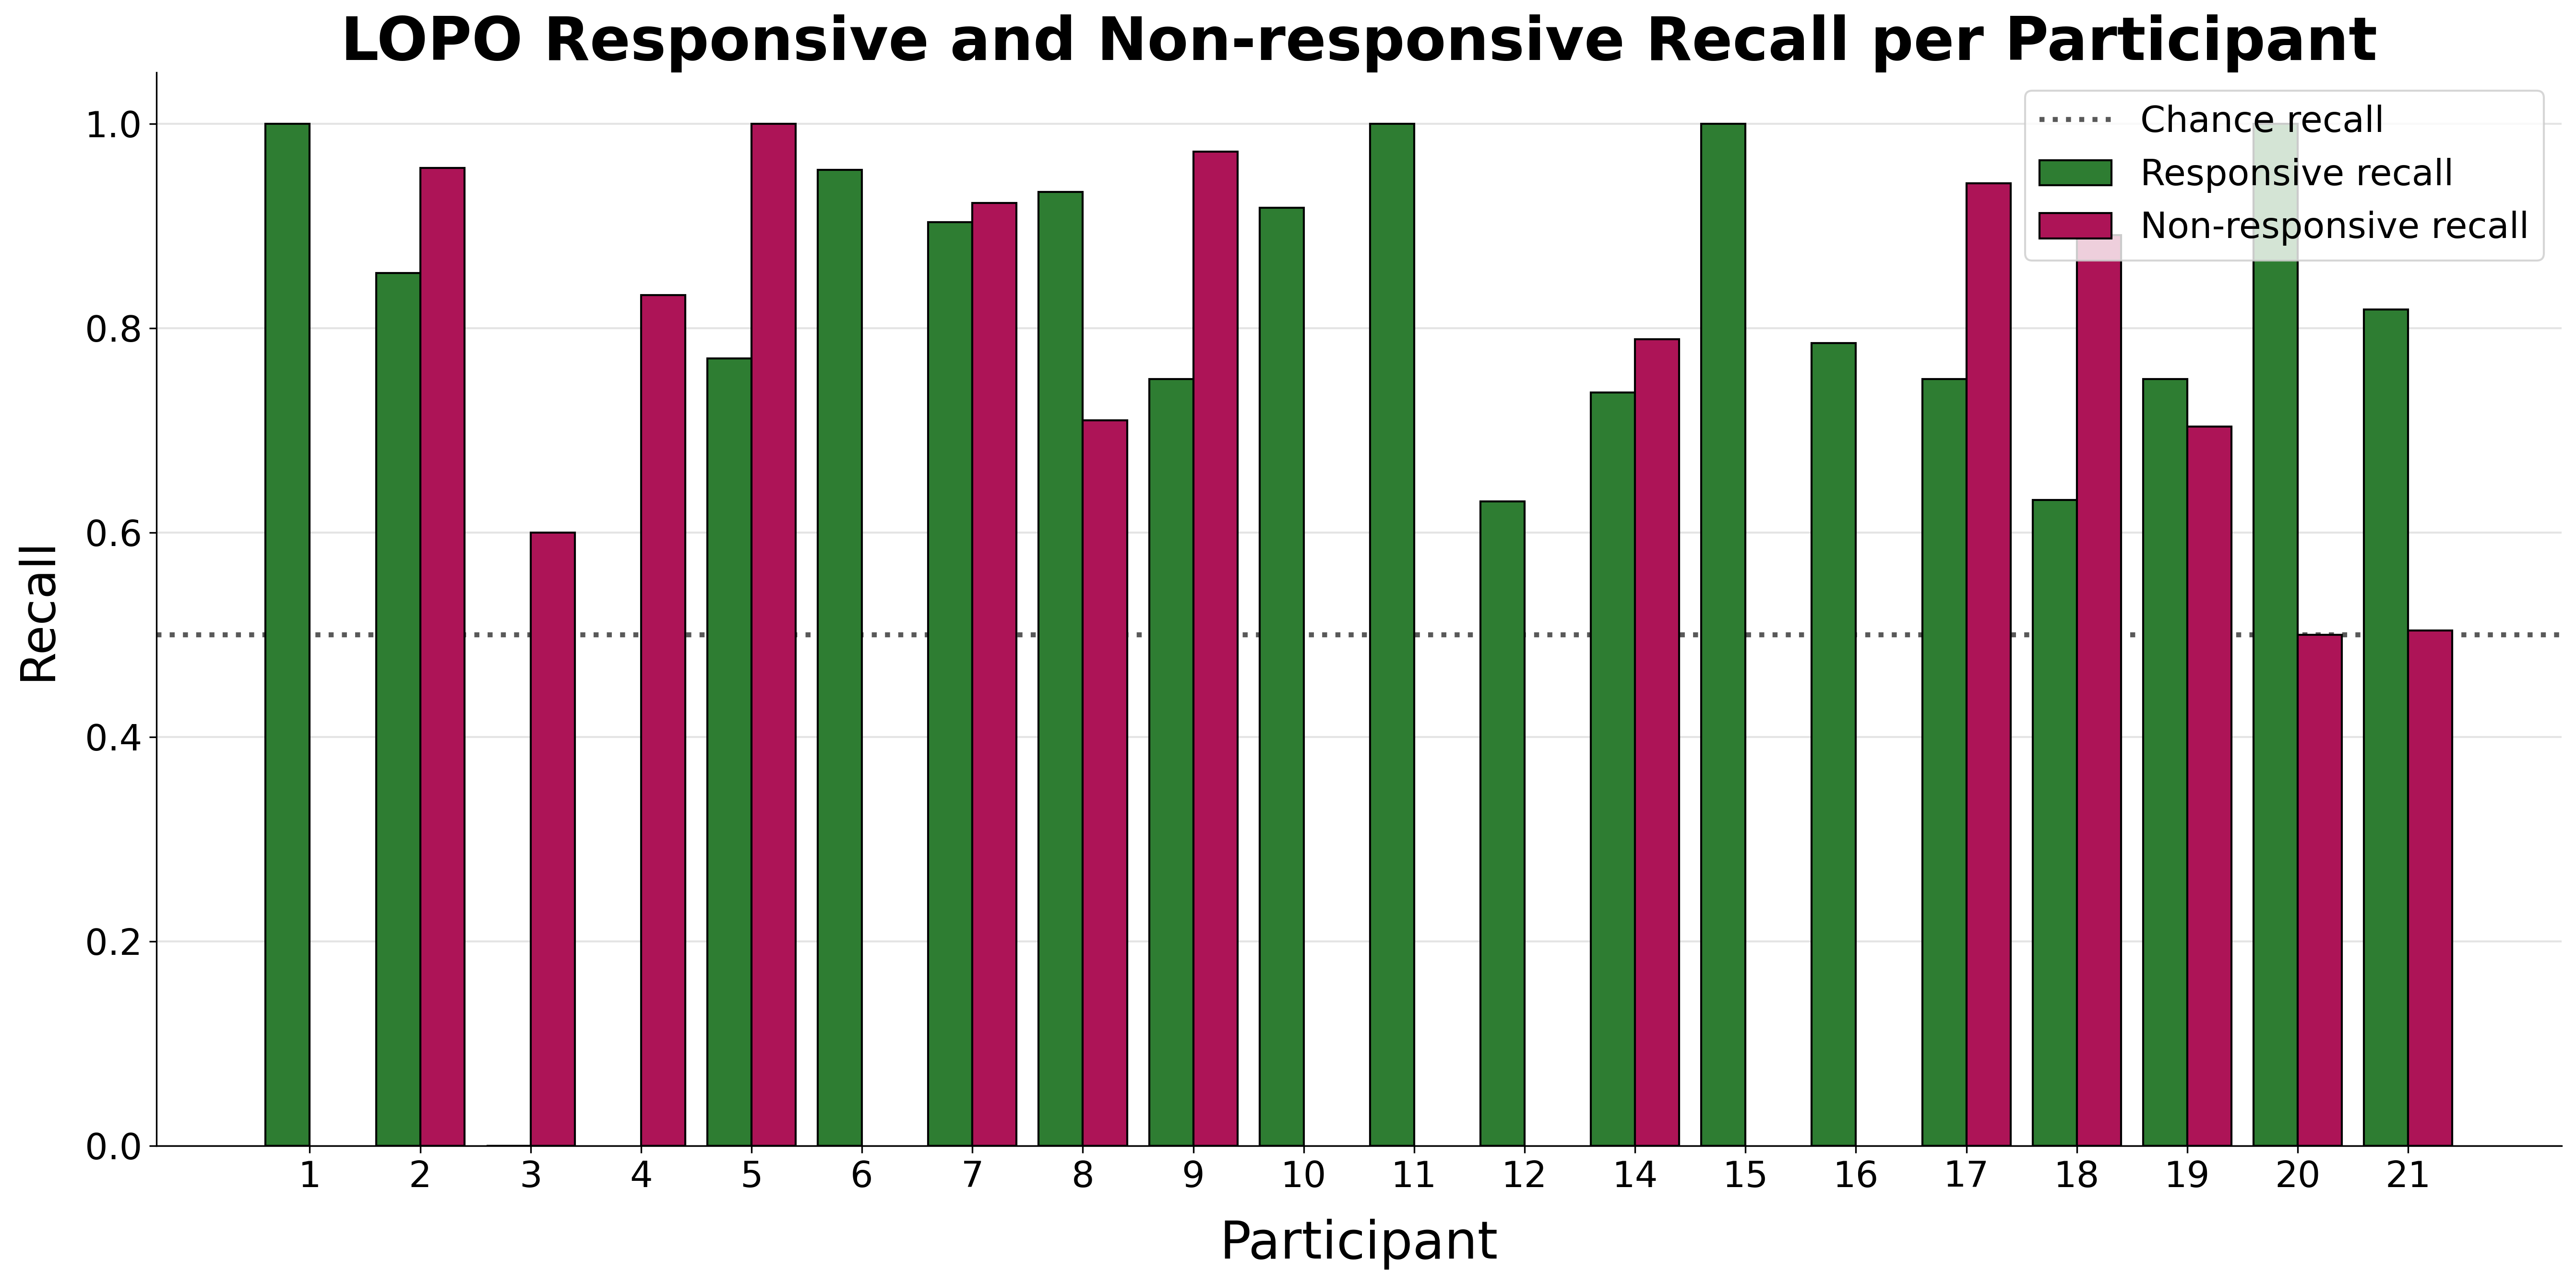 LOPO Responsive and Non-responsive Recall per Participant
Chance recall
Responsive recall
Non-responsive recall
1.0
0.8
0.6
0.4
0.2
0.0
Recall
1 2 3 4 5 6 7 8 9 10 11 12 14 15 16 17 18 19 20 21
Participant